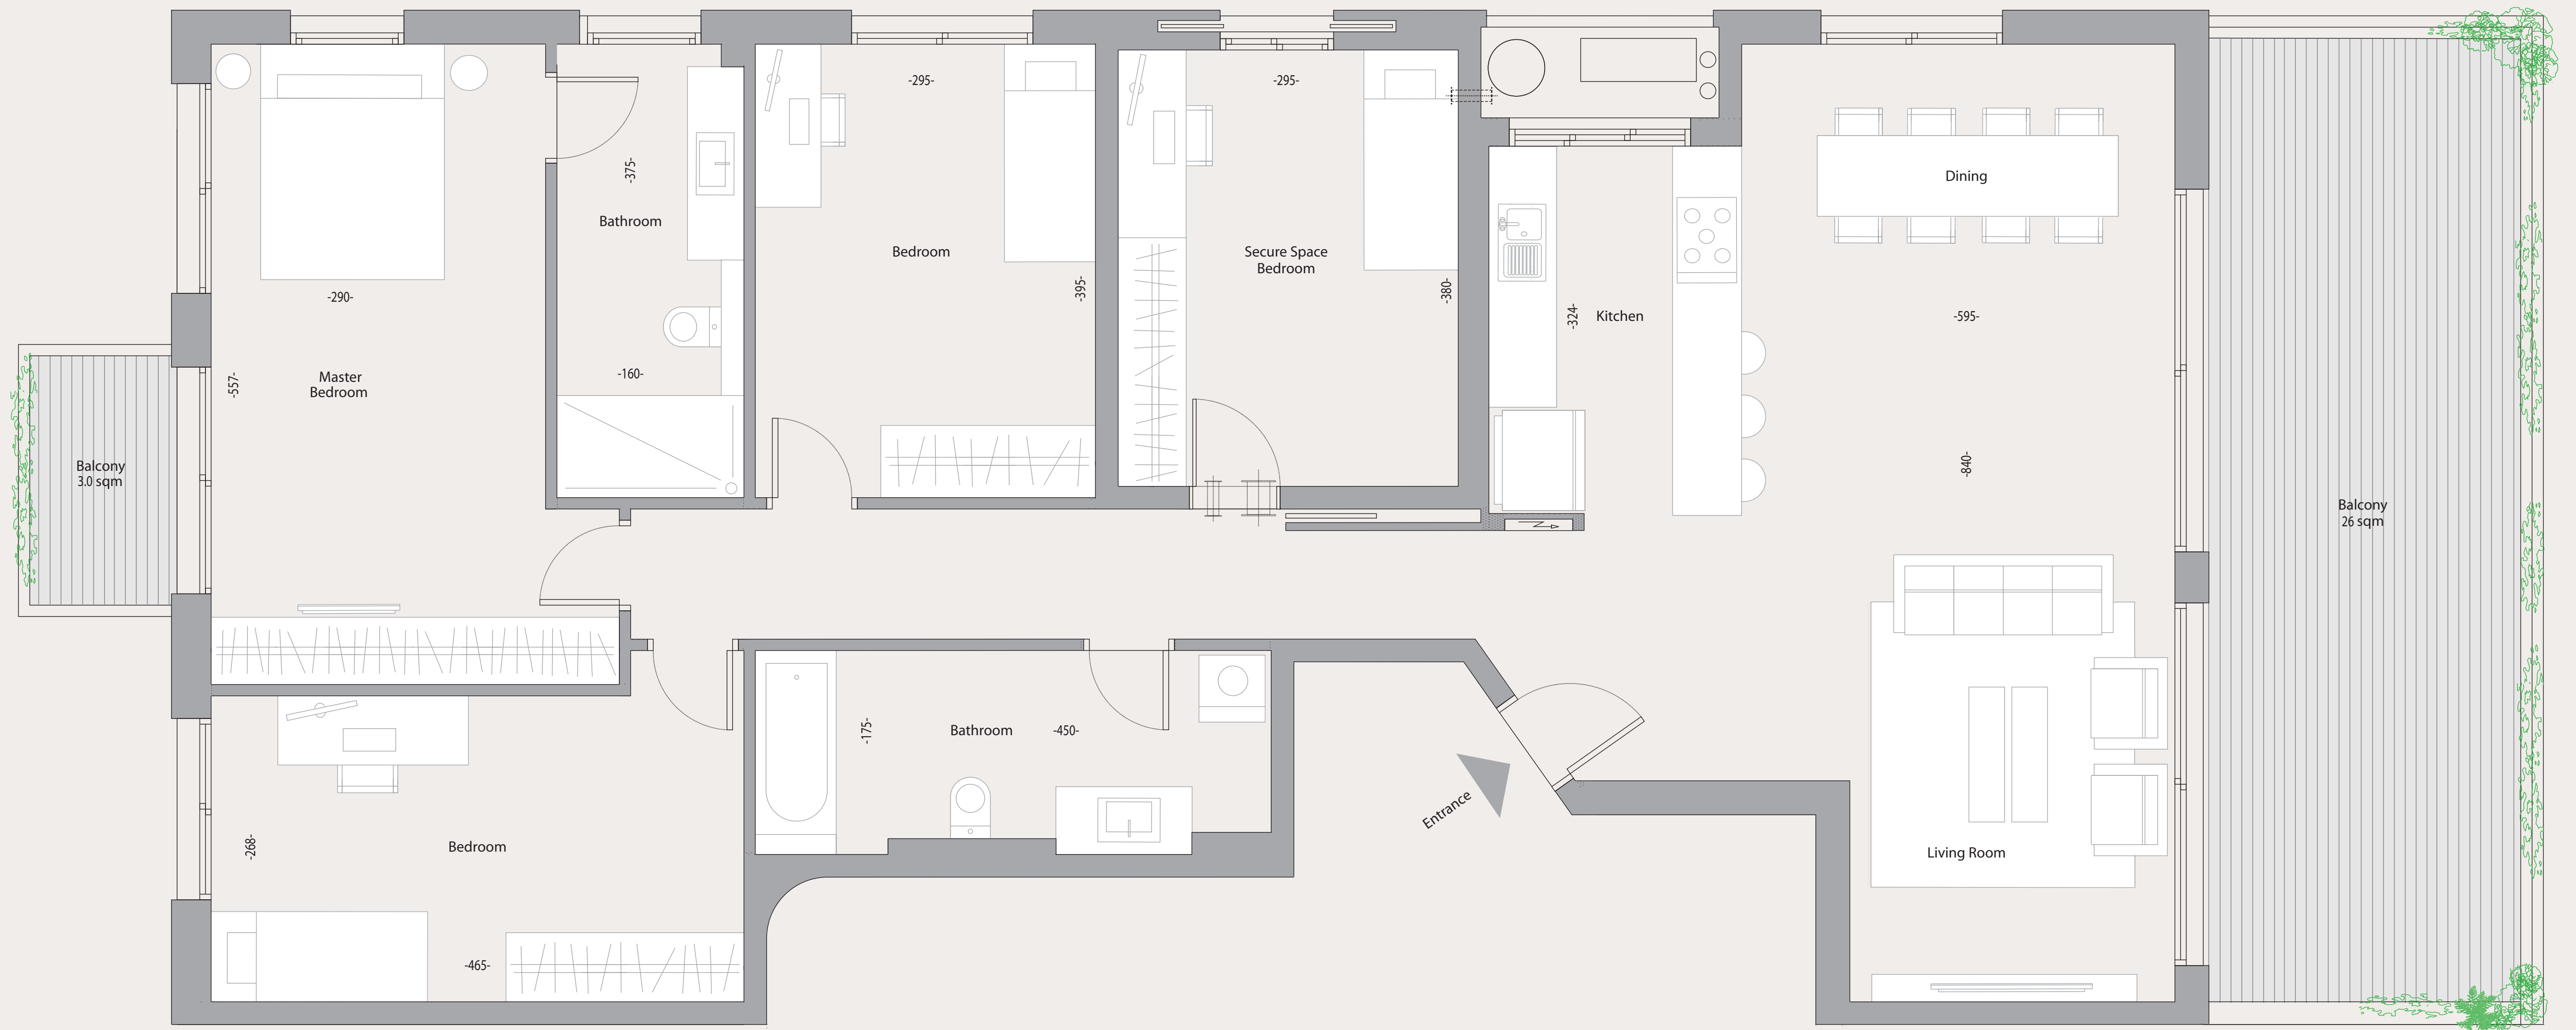 -290-
-557-
Master
Bedroom
Balcony
3.0 sqm
-375-
Bathroom
-160-
-295-
Bedroom
-395-
-295-
Secure Space
Bedroom
-380-
-324-
Kitchen
Dining
-595-
-840-
Balcony
26 sqm
Living Room
Entrance
-175-
Bathroom
-450-
-268-
Bedroom
-465-